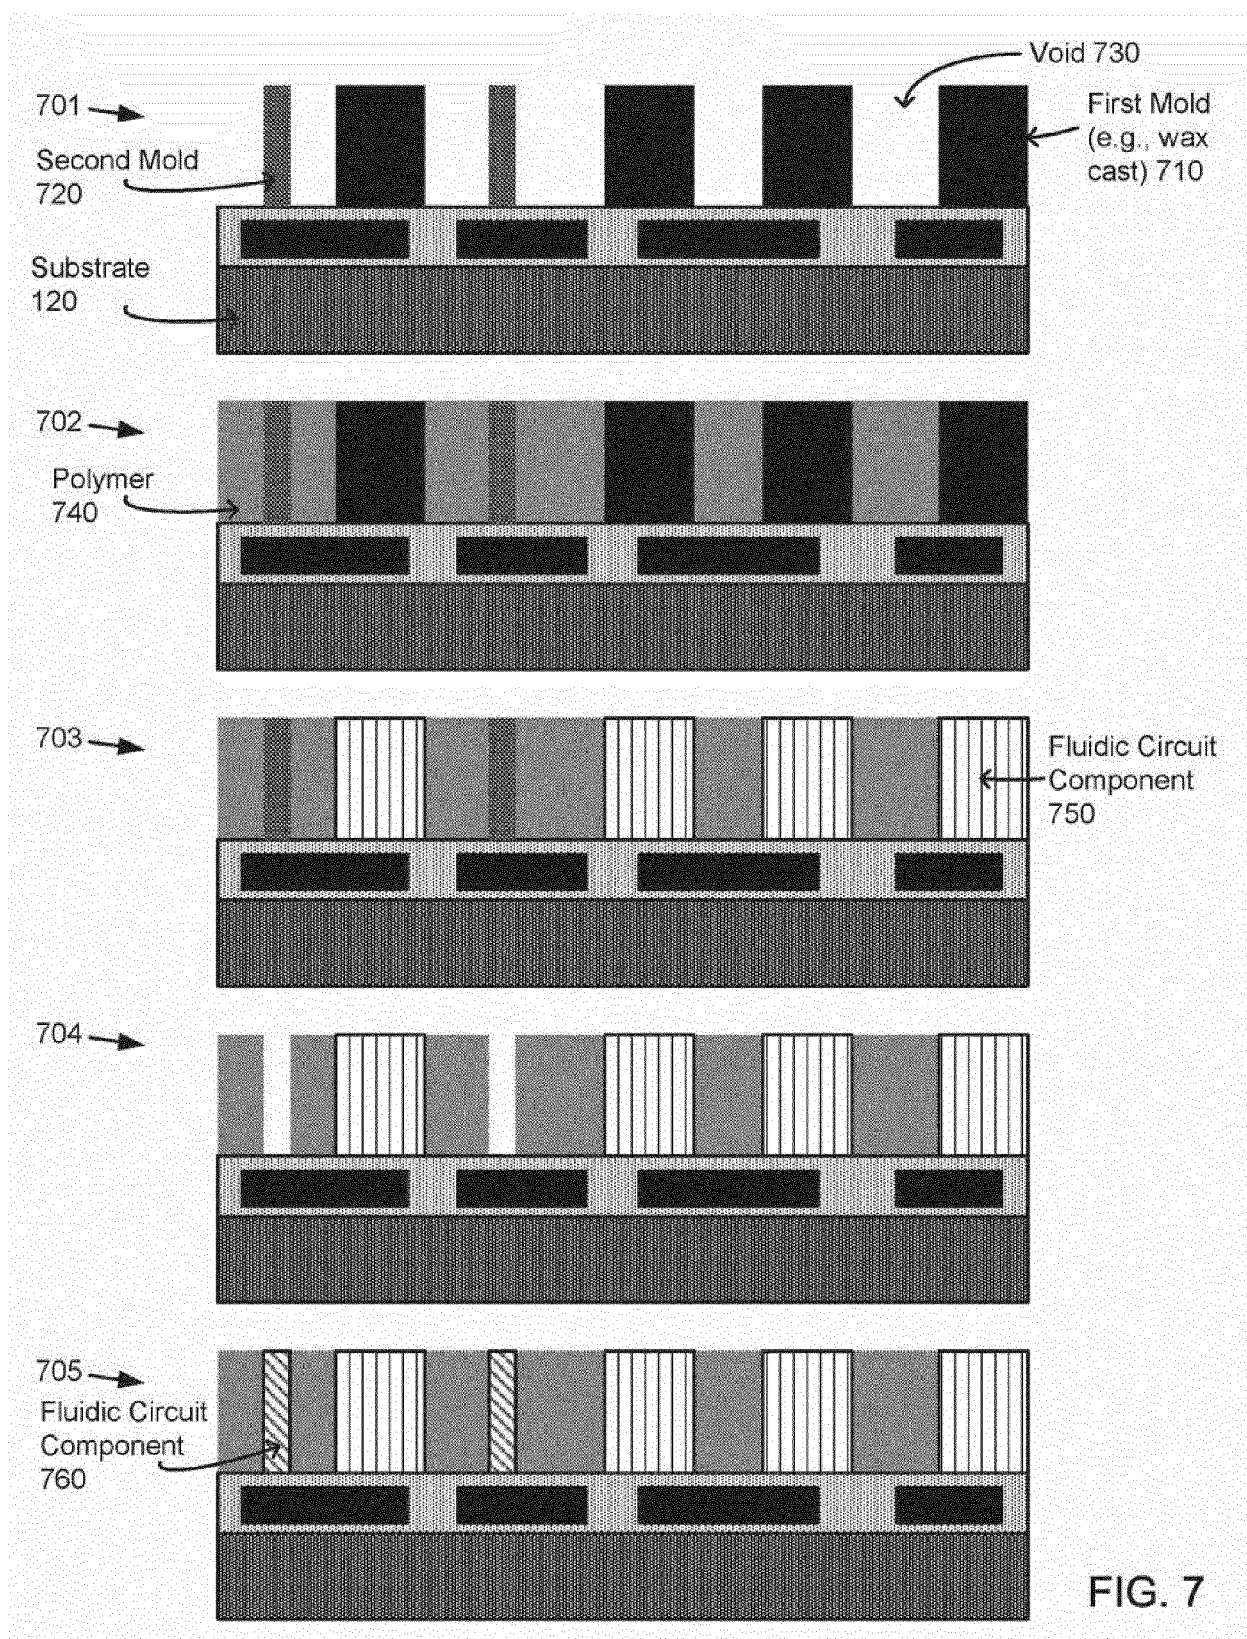 Void 730
701
First Mold
(e.g., wax
cast) 710
Second Mold
720
Substrate
120
702
Polymer
740
703
Fluidic Circuit
Component
750
704
705
Fluidic Circuit
Component
760
FIG. 7